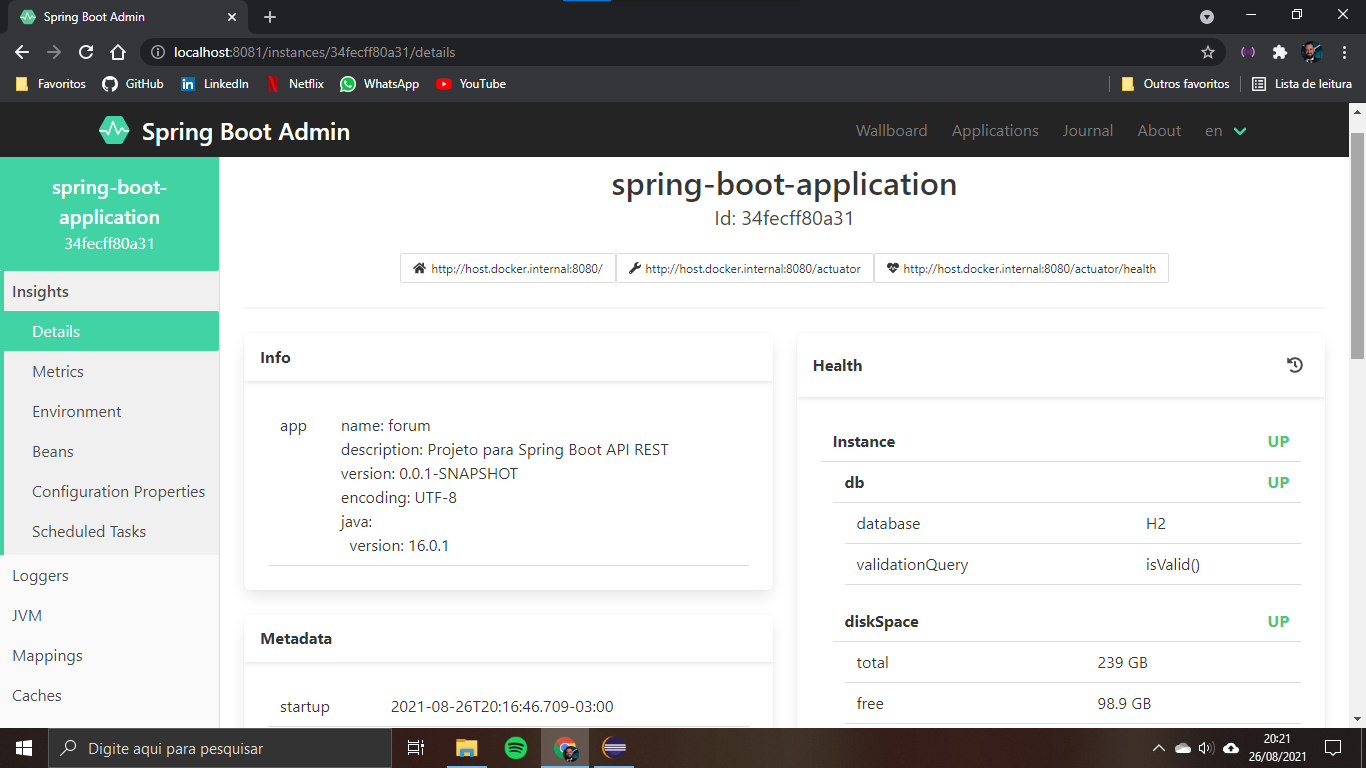 Spring Boot Admin
localhost:8081/instances/34fecff80a31/details
Favoritos GitHub LinkedIn Netflix WhatsApp YouTube Outros favoritos Lista de leitura
Spring Boot Admin Wallboard Applications Journal About en
spring-boot-
application
34fecff80a31
Insights
Details
Metrics
Environment
Beans
Configuration Properties
Scheduled Tasks
Loggers
JVM
Mappings
Caches
spring-boot-application
Id: 34fecff80a31
http://host.docker.internal:8080/ http://host.docker.internal:8080/actuator http://host.docker.internal:8080/actuator/health
Info
app name: forum
description: Projeto para Spring Boot API REST
version: 0.0.1-SNAPSHOT
encoding: UTF-8
java:
version: 16.0.1
Metadata
startup 2021-08-26T20:16:46.709-03:00
Health
Instance UP
db UP
database H2
validationQuery isValid()
diskSpace UP
total 239 GB
free 98.9 GB
Digite aqui para pesquisar
20:21
26/08/2021